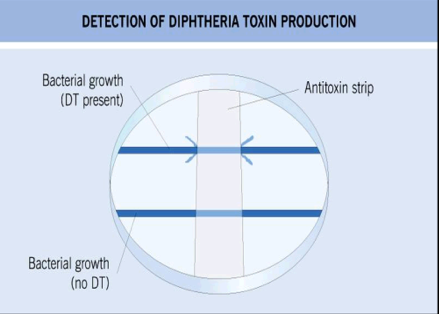 DETECTION OF DIPHTHERIA TOXIN PRODUCTION
Bacterial growth
(DT present)
Antitoxin strip
Bacterial growth
(no DT)